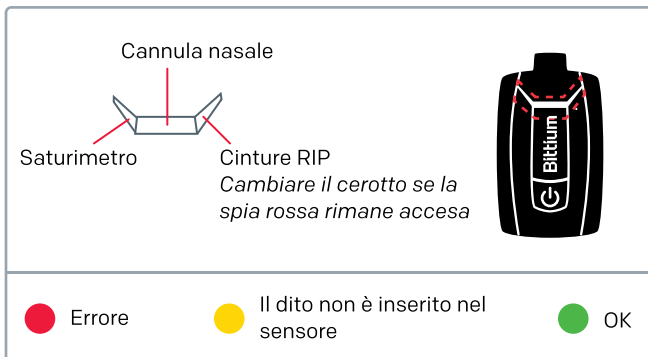 Cannula nasale
Saturimetro
Cinture RIP
Cambiare il cerotto se la
spia rossa rimane accesa
Bittium
Errore
Il dito non è inserito nel
sensore
OK